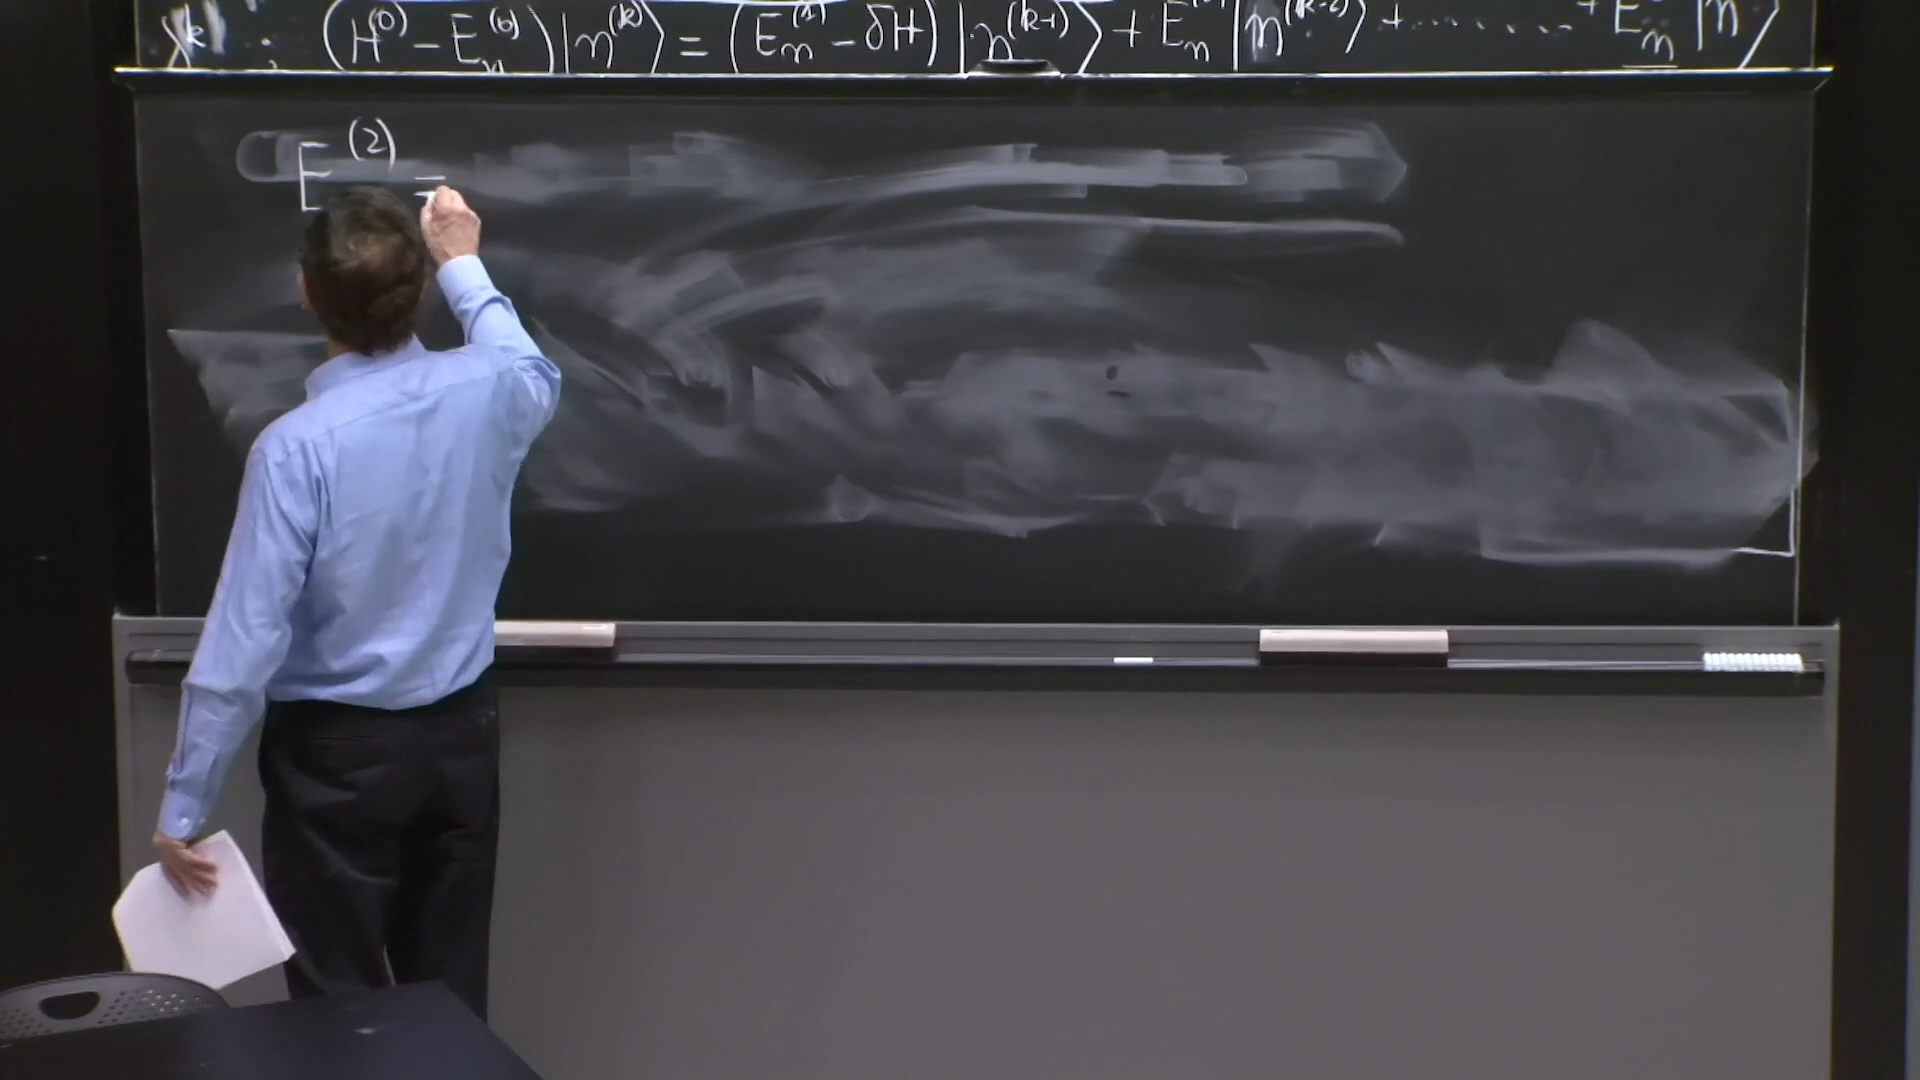 λ^k : (H^(0) − E_n^(0)) |n^(k)⟩ = (E_n^(1) − δH) |n^(k-1)⟩ + E_n |n^(k-2)⟩ + ....... + E_n |n⟩
E^(2) =